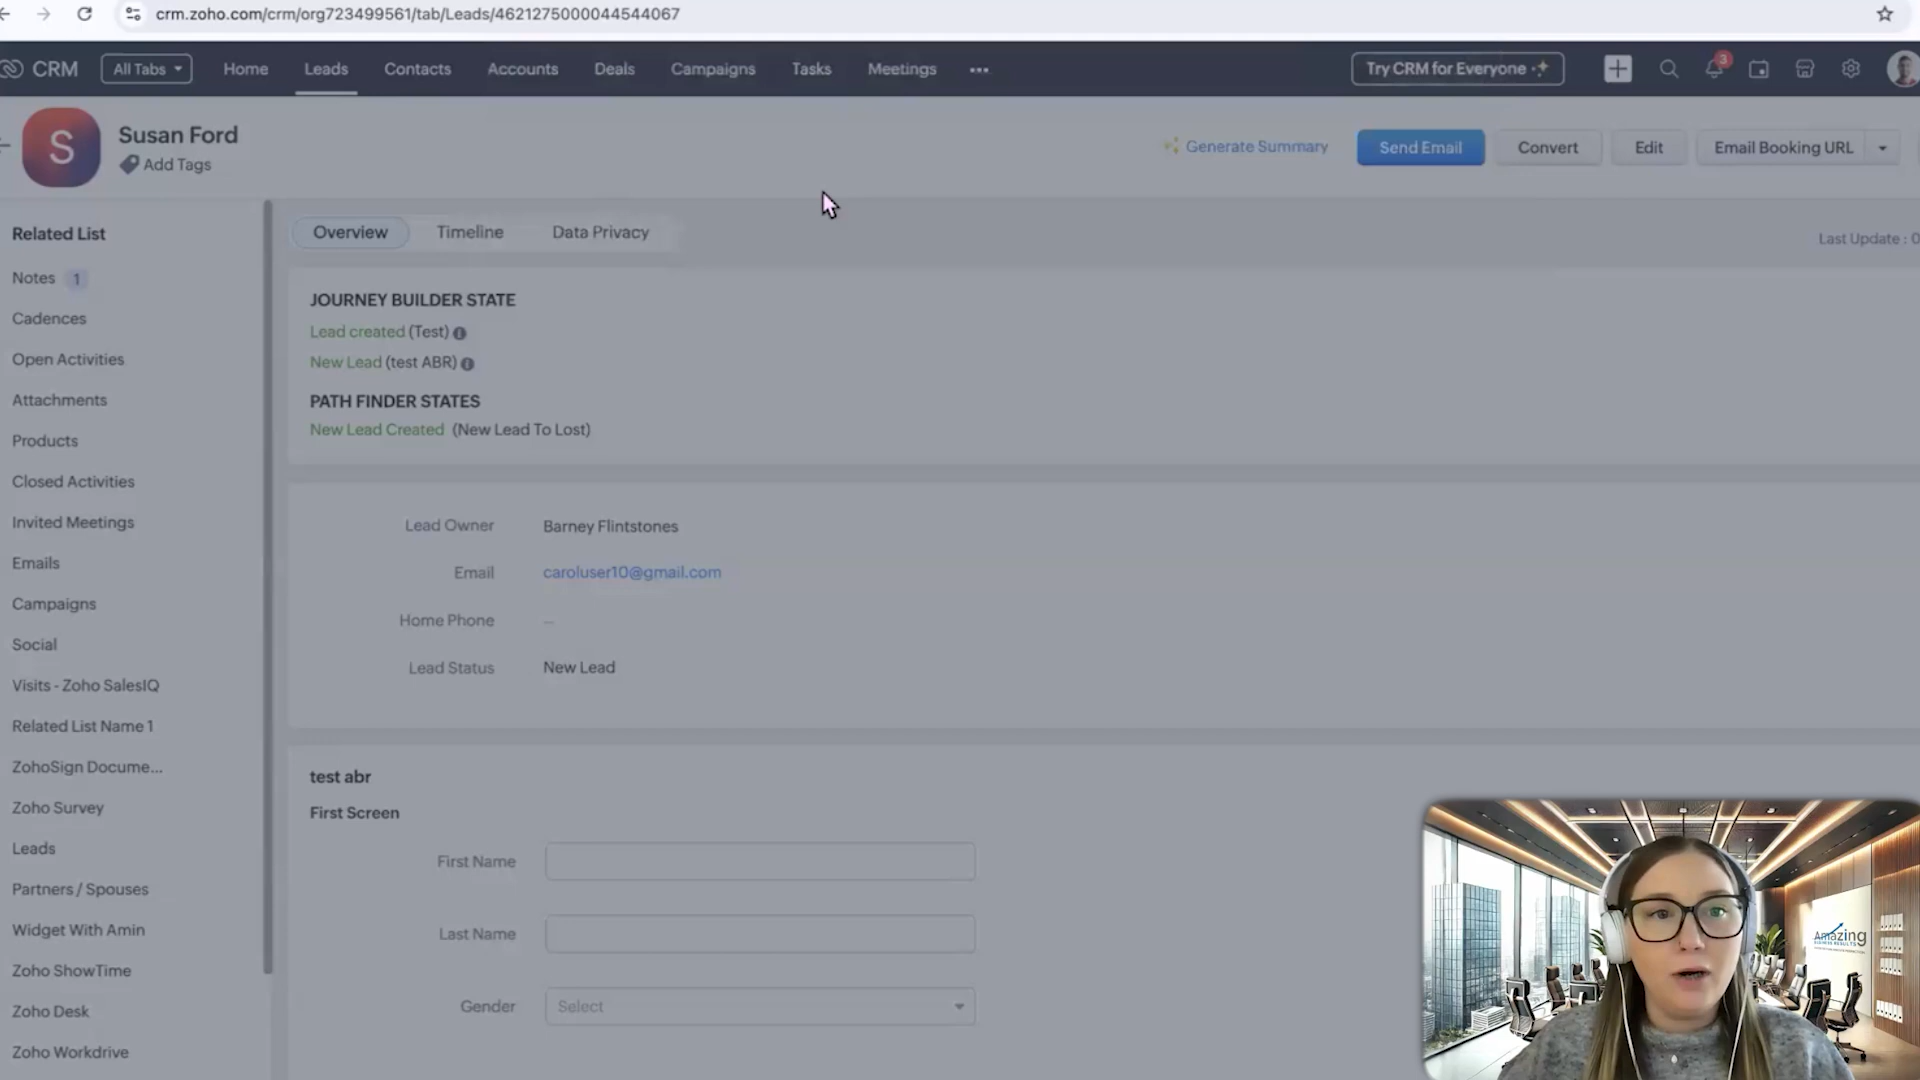 crm.zoho.com/crm/org723499561/tab/Leads/4621275000044544067
CRM All Tabs Home Leads Contacts Accounts Deals Campaigns Tasks Meetings ••• Try CRM for Everyone 3
S Susan Ford
Add Tags
Generate Summary Send Email Convert Edit Email Booking URL
Related List
Notes 1
Cadences
Open Activities
Attachments
Products
Closed Activities
Invited Meetings
Emails
Campaigns
Social
Visits - Zoho SalesIQ
Related List Name 1
ZohoSign Docume...
Zoho Survey
Leads
Partners / Spouses
Widget With Amin
Zoho ShowTime
Zoho Desk
Zoho Workdrive
Overview Timeline Data Privacy
Last Update : 0
JOURNEY BUILDER STATE
Lead created (Test)
New Lead (test ABR)
PATH FINDER STATES
New Lead Created (New Lead To Lost)
Lead Owner Barney Flintstones
Email caroluser10@gmail.com
Home Phone —
Lead Status New Lead
test abr
First Screen
First Name
Last Name
Gender Select
Amazing
BUSINESS RESULTS